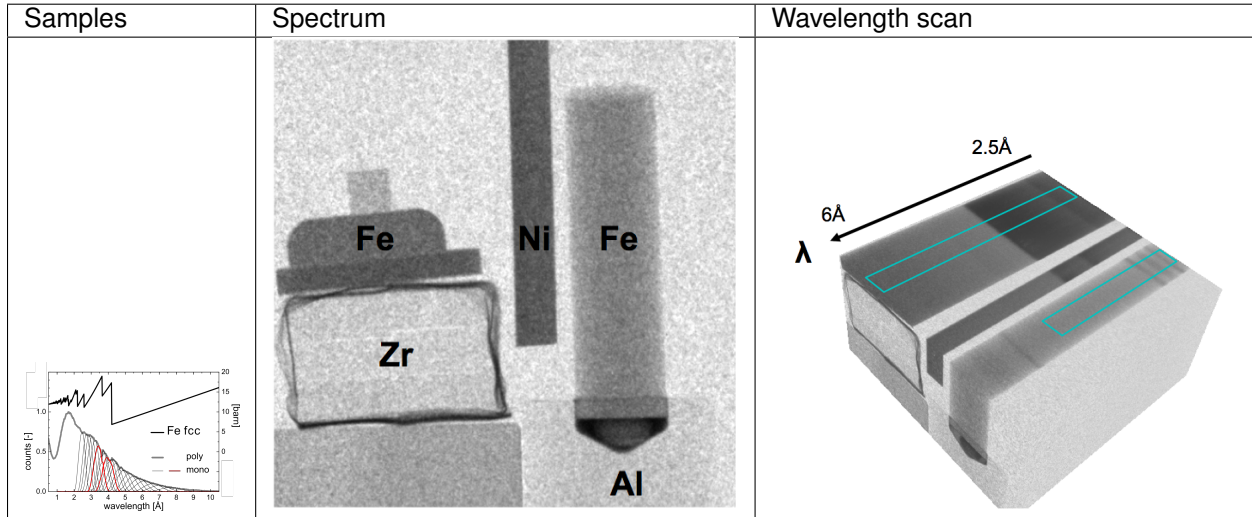 Samples
Spectrum
Wavelength scan
20
15
10
5
0
[barn]
1.0
0.5
0.0
counts [-]
Fe fcc
poly
mono
1 2 3 4 5 6 7 8 9 10
wavelength [Å]
Fe
Ni
Fe
Zr
Al
2.5Å
6Å
λ